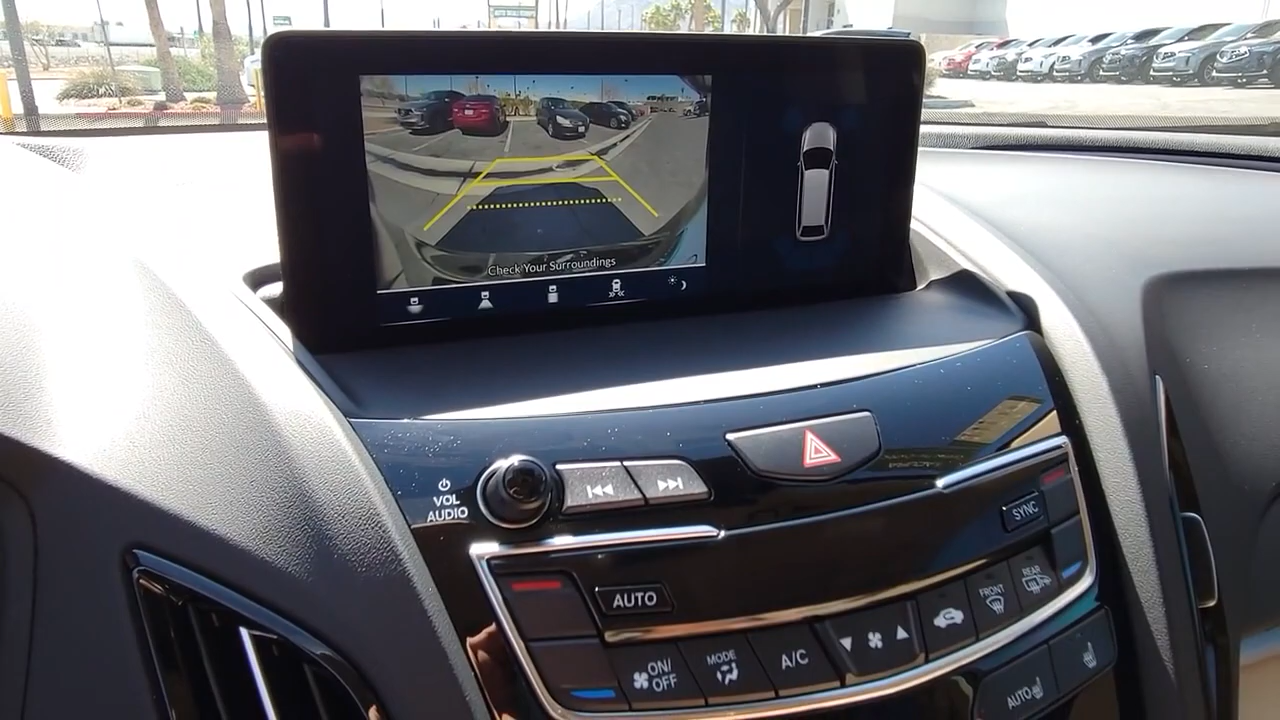 Check Your Surroundings
VOL
AUDIO
SYNC
AUTO
REAR
FRONT
A/C
MODE
ON/
OFF
AUTO